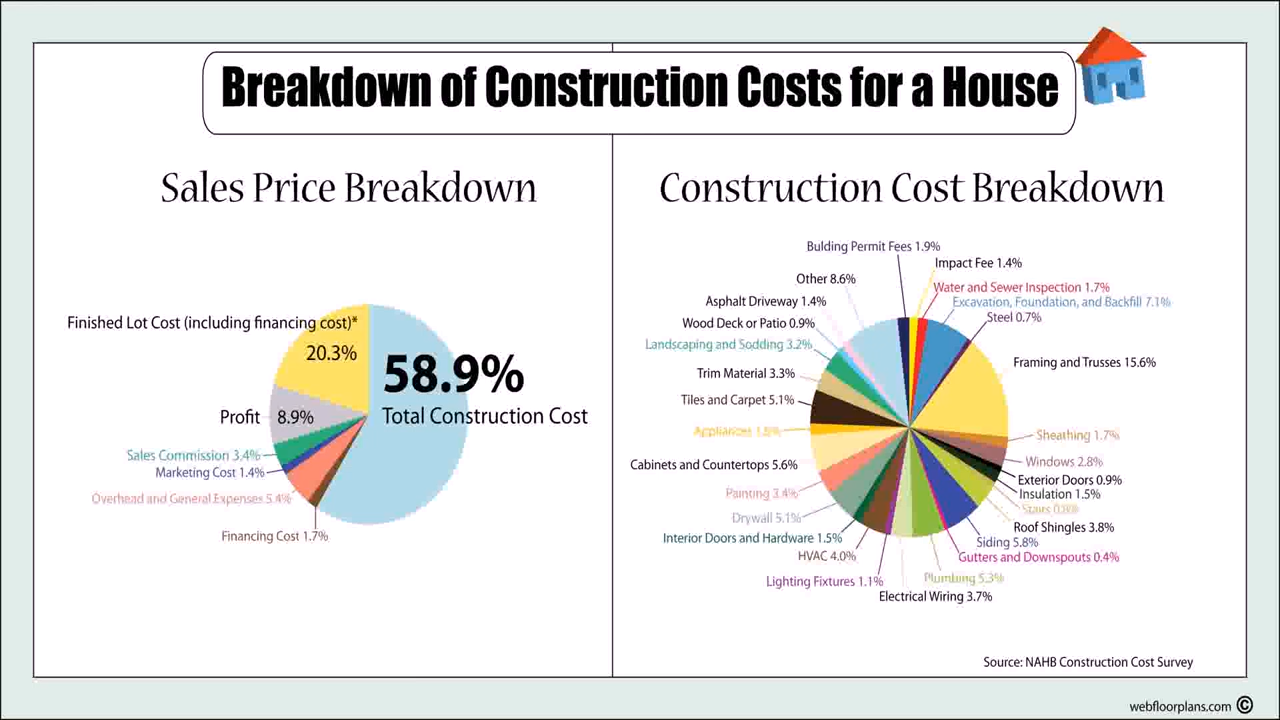 Breakdown of Construction Costs for a House
Sales Price Breakdown
Finished Lot Cost (including financing cost)*
20.3%
58.9%
Total Construction Cost
Profit 8.9%
Sales Commission 3.4%
Marketing Cost 1.4%
Overhead and General Expenses 5.4%
Financing Cost 1.7%
Construction Cost Breakdown
Bulding Permit Fees 1.9%
Impact Fee 1.4%
Other 8.6%
Water and Sewer Inspection 1.7%
Asphalt Driveway 1.4%
Excavation, Foundation, and Backfill 7.1%
Wood Deck or Patio 0.9%
Steel 0.7%
Landscaping and Sodding 3.2%
Framing and Trusses 15.6%
Trim Material 3.3%
Tiles and Carpet 5.1%
Appliances
Sheathing 1.7%
Cabinets and Countertops 5.6%
Windows 2.8%
Exterior Doors 0.9%
Painting 3.4%
Insulation 1.5%
Stairs 0.8%
Drywall 5.1%
Roof Shingles 3.8%
Interior Doors and Hardware 1.5%
Siding 5.8%
HVAC 4.0%
Gutters and Downspouts 0.4%
Lighting Fixtures 1.1%
Plumbing 5.3%
Electrical Wiring 3.7%
Source: NAHB Construction Cost Survey
webfloorplans.com ©